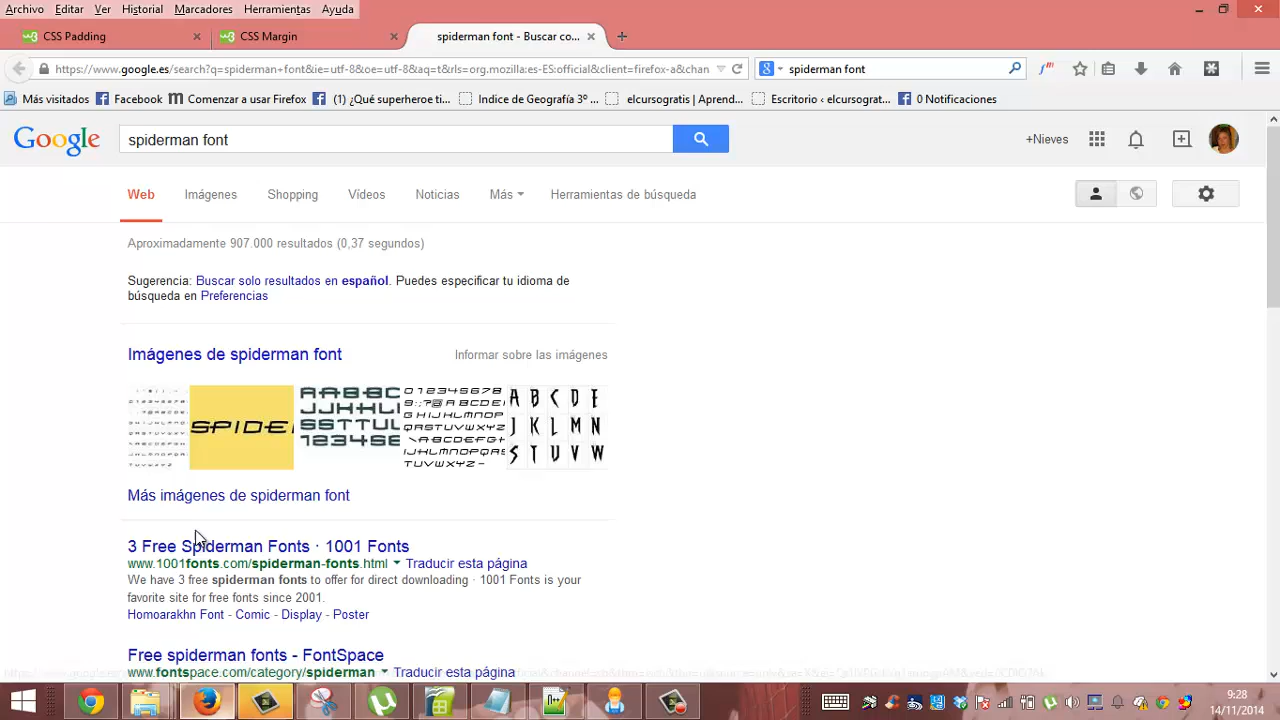 Archivo Editar Ver Historial Marcadores Herramientas Ayuda
CSS Padding CSS Margin spiderman font - Buscar co...
https://www.google.es/search?q=spiderman+font&ie=utf-8&oe=utf-8&aq=t&rls=org.mozilla:es-ES:official&client=firefox-a&chan spiderman font
Más visitados Facebook Comenzar a usar Firefox (1) ¿Qué superheroe ti... Indice de Geografía 3º ... elcursogratis | Aprend... Escritorio ‹ elcursograt... 0 Notificaciones
Google spiderman font +Nieves
Web Imágenes Shopping Vídeos Noticias Más Herramientas de búsqueda
Aproximadamente 907.000 resultados (0,37 segundos)
Sugerencia: Buscar solo resultados en español. Puedes especificar tu idioma de
búsqueda en Preferencias
Imágenes de spiderman font Informar sobre las imágenes
Más imágenes de spiderman font
3 Free Spiderman Fonts · 1001 Fonts
www.1001fonts.com/spiderman-fonts.html Traducir esta página
We have 3 free spiderman fonts to offer for direct downloading · 1001 Fonts is your
favorite site for free fonts since 2001.
Homoarakhn Font - Comic - Display - Poster
Free spiderman fonts - FontSpace
www.fontspace.com/category/spiderman Traducir esta página
9:28
14/11/2014